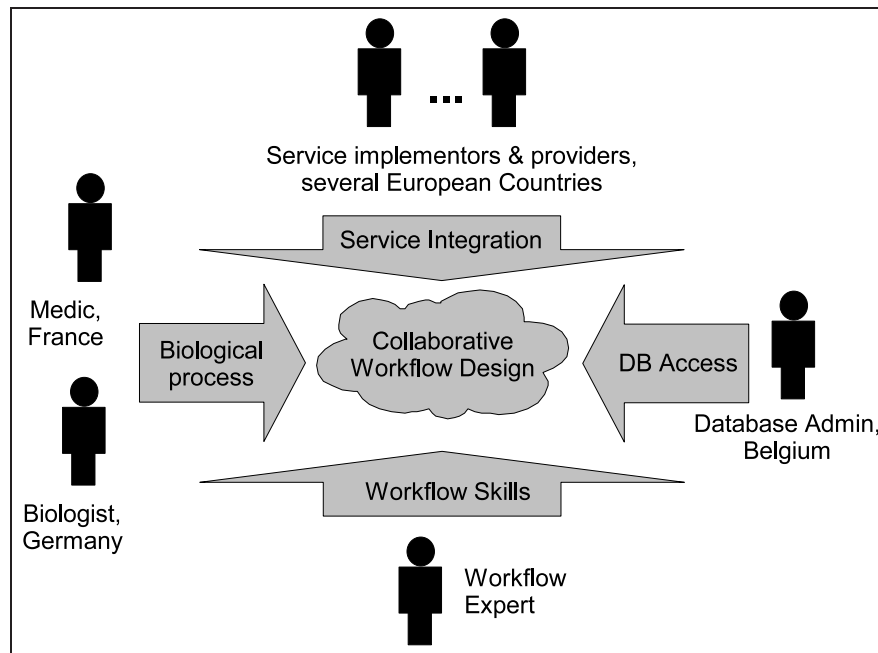 ...
Service implementors & providers,
several European Countries
Service Integration
Medic,
France
Biological
process
Collaborative
Workflow Design
DB Access
Database Admin,
Belgium
Biologist,
Germany
Workflow Skills
Workflow
Expert